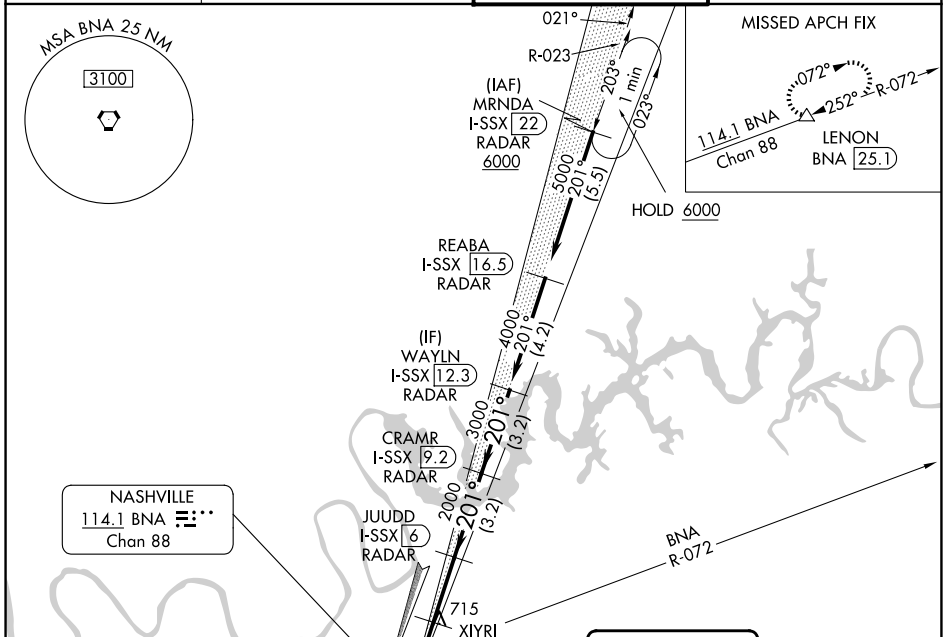 MSA BNA 25 NM
3100
021°
R-023
(IAF)
MRNDA
I-SSX 22
RADAR
6000
203°
1 min
023°
HOLD 6000
5000
201°
(5.5)
REABA
I-SSX 16.5
RADAR
4000
201°
(4.2)
(IF)
WAYLN
I-SSX 12.3
RADAR
3000
201°
(3.2)
CRAMR
I-SSX 9.2
RADAR
2000
201°
(3.2)
JUUDD
I-SSX 6
RADAR
715
XIYRI
NASHVILLE
114.1 BNA
Chan 88
BNA
R-072
MISSED APCH FIX
072°
252°
R-072
114.1 BNA
Chan 88
LENON
BNA 25.1